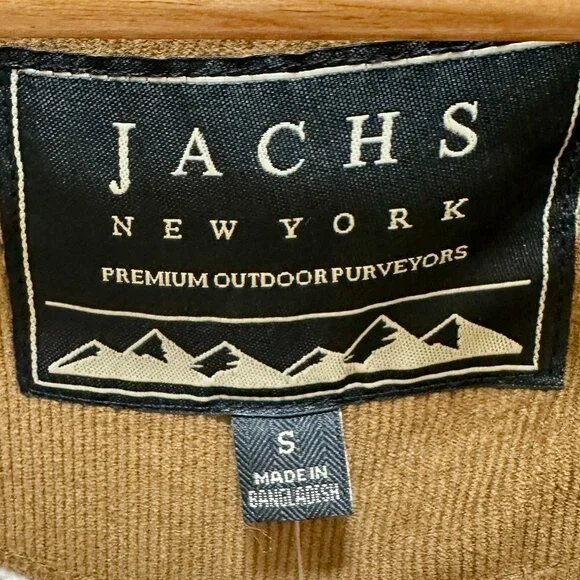 JACHS
NEW YORK
PREMIUM OUTDOOR PURVEYORS
S
MADE IN
BANGLADESH